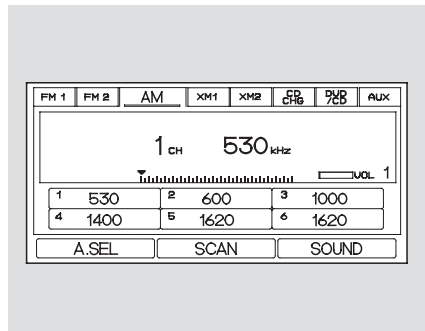 FM 1 FM 2 AM XM1 XM2 CD CHG DVD /CD AUX
1 CH 530 kHz
VOL 1
1 530 2 600 3 1000
4 1400 5 1620 6 1620
A.SEL SCAN SOUND